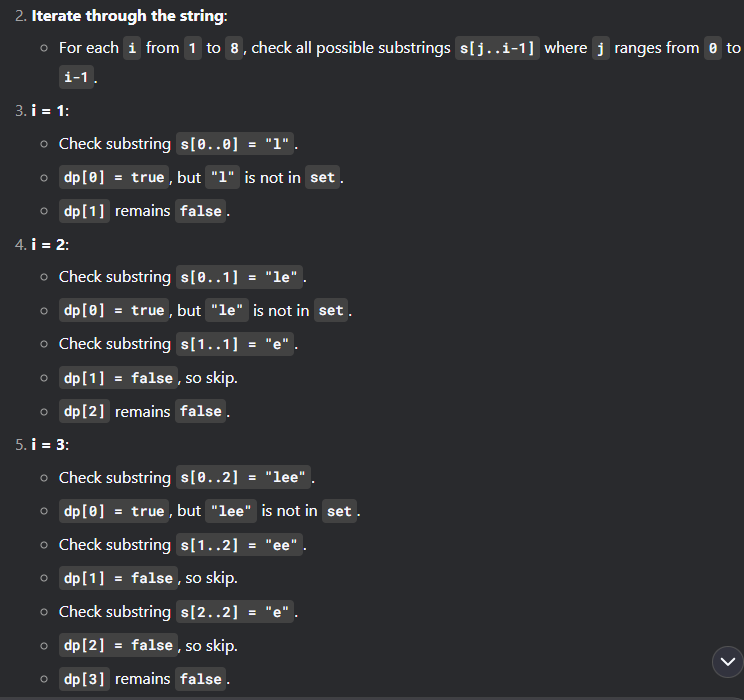 2. Iterate through the string:
For each i from 1 to 8, check all possible substrings s[j..i-1] where j ranges from 0 to
i-1.
3. i = 1:
Check substring s[0..0] = "l".
dp[0] = true, but "l" is not in set.
dp[1] remains false.
4. i = 2:
Check substring s[0..1] = "le".
dp[0] = true, but "le" is not in set.
Check substring s[1..1] = "e".
dp[1] = false, so skip.
dp[2] remains false.
5. i = 3:
Check substring s[0..2] = "lee".
dp[0] = true, but "lee" is not in set.
Check substring s[1..2] = "ee".
dp[1] = false, so skip.
Check substring s[2..2] = "e".
dp[2] = false, so skip.
dp[3] remains false.